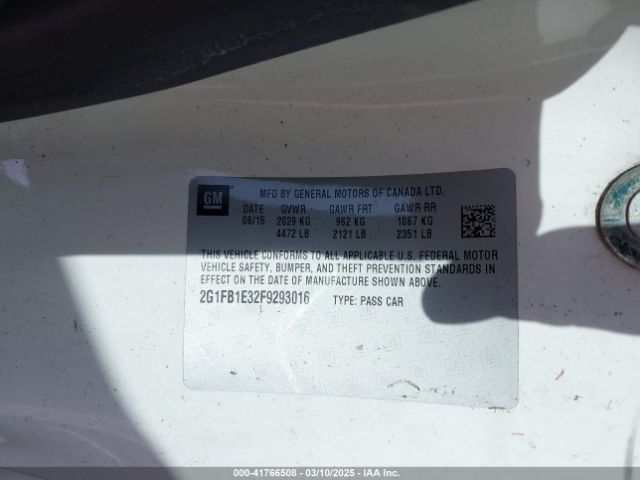 GM
MFD BY GENERAL MOTORS OF CANADA LTD.
DATE GVWR GAWR FRT GAWR RR
06/15 2029 KG 962 KG 1067 KG
4472 LB 2121 LB 2351 LB
THIS VEHICLE CONFORMS TO ALL APPLICABLE U.S. FEDERAL MOTOR
VEHICLE SAFETY, BUMPER, AND THEFT PREVENTION STANDARDS IN
EFFECT ON THE DATE OF MANUFACTURE SHOWN ABOVE.
2G1FB1E32F9293016 TYPE: PASS CAR
000-41766508 | 03/10/2025 | IAA Inc.